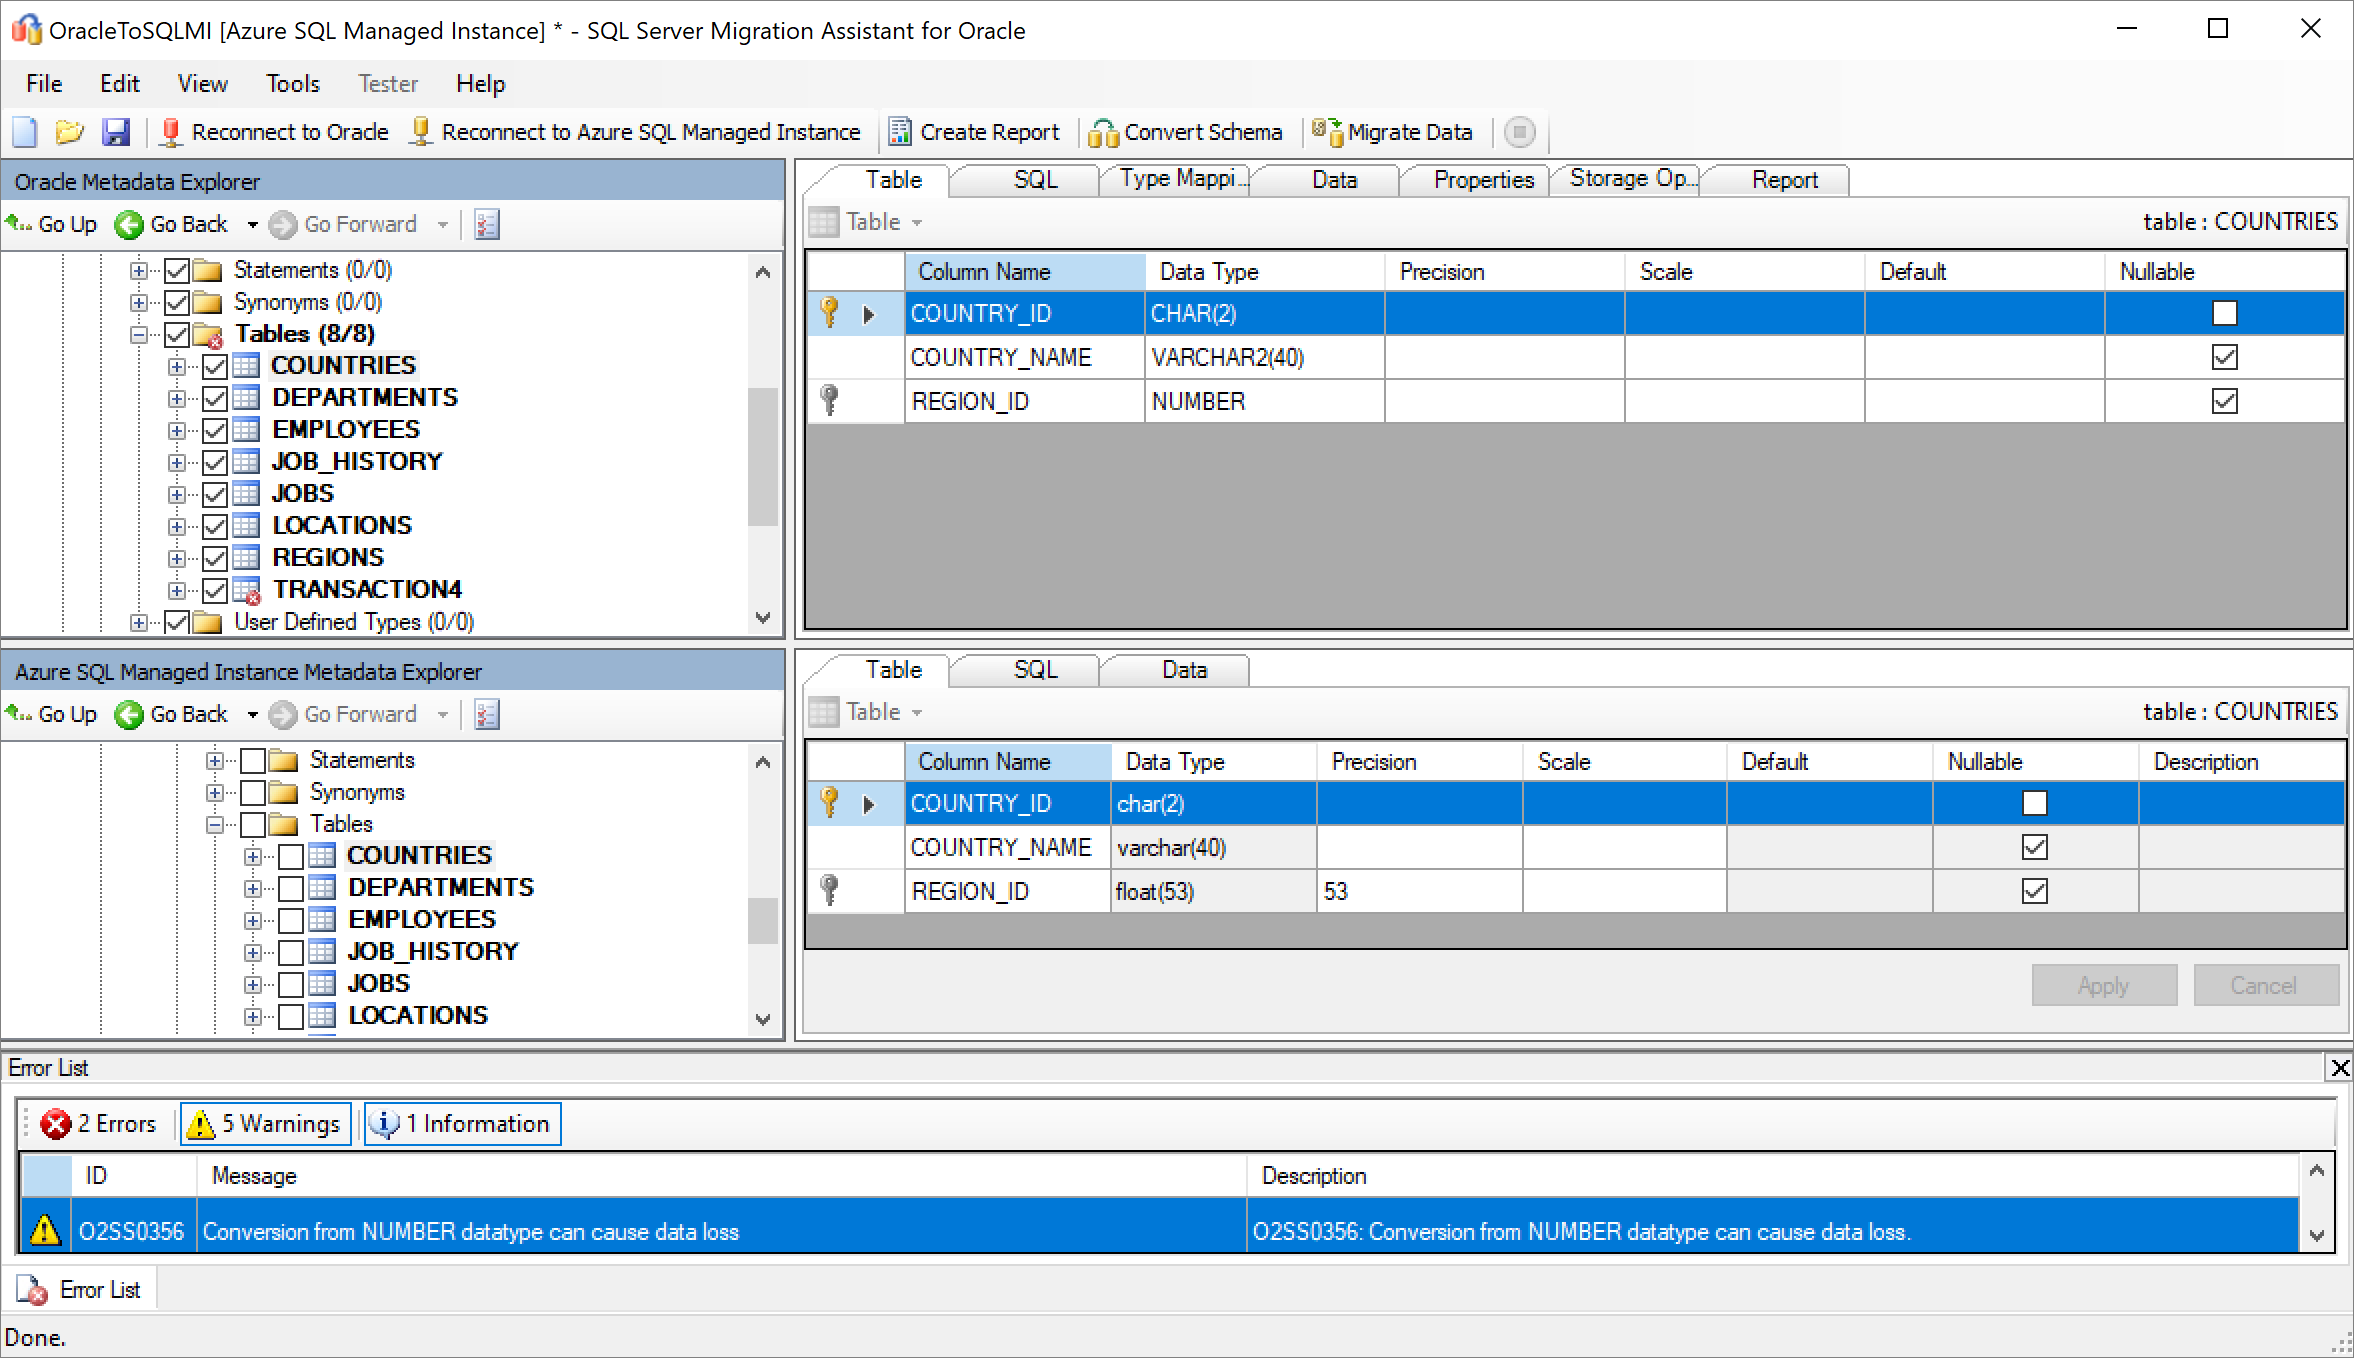 OracleToSQLMI [Azure SQL Managed Instance] * - SQL Server Migration Assistant for Oracle
File Edit View Tools Tester Help
Reconnect to Oracle Reconnect to Azure SQL Managed Instance Create Report Convert Schema Migrate Data
Oracle Metadata Explorer
Go Up Go Back Go Forward
Statements (0/0)
Synonyms (0/0)
Tables (8/8)
COUNTRIES
DEPARTMENTS
EMPLOYEES
JOB_HISTORY
JOBS
LOCATIONS
REGIONS
TRANSACTION4
User Defined Types (0/0)
Table SQL Type Mappi... Data Properties Storage Op... Report
Table table : COUNTRIES
Column Name Data Type Precision Scale Default Nullable
COUNTRY_ID CHAR(2)
COUNTRY_NAME VARCHAR2(40)
REGION_ID NUMBER
Azure SQL Managed Instance Metadata Explorer
Go Up Go Back Go Forward
Statements
Synonyms
Tables
COUNTRIES
DEPARTMENTS
EMPLOYEES
JOB_HISTORY
JOBS
LOCATIONS
Table SQL Data
Table table : COUNTRIES
Column Name Data Type Precision Scale Default Nullable Description
COUNTRY_ID char(2)
COUNTRY_NAME varchar(40)
REGION_ID float(53) 53
Apply Cancel
Error List
2 Errors 5 Warnings 1 Information
ID Message Description
O2SS0356 Conversion from NUMBER datatype can cause data loss O2SS0356: Conversion from NUMBER datatype can cause data loss.
Error List
Done.